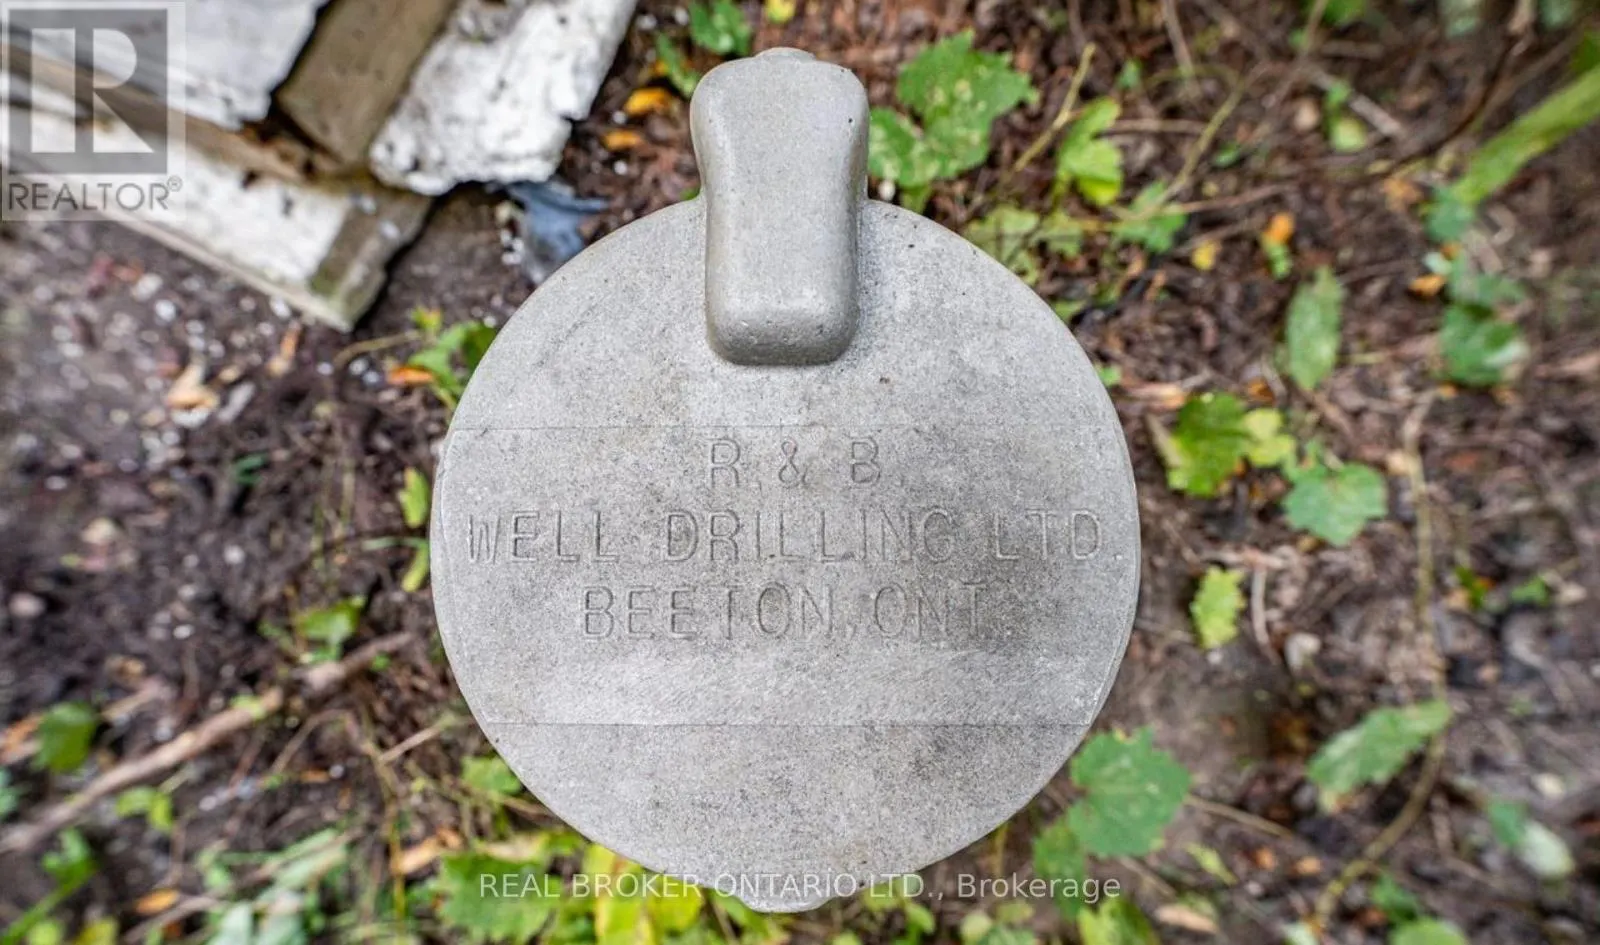 R
REALTOR®
R & B
WELL DRILLING LTD.
BEETON, ONT.
REAL BROKER ONTARIO LTD., Brokerage